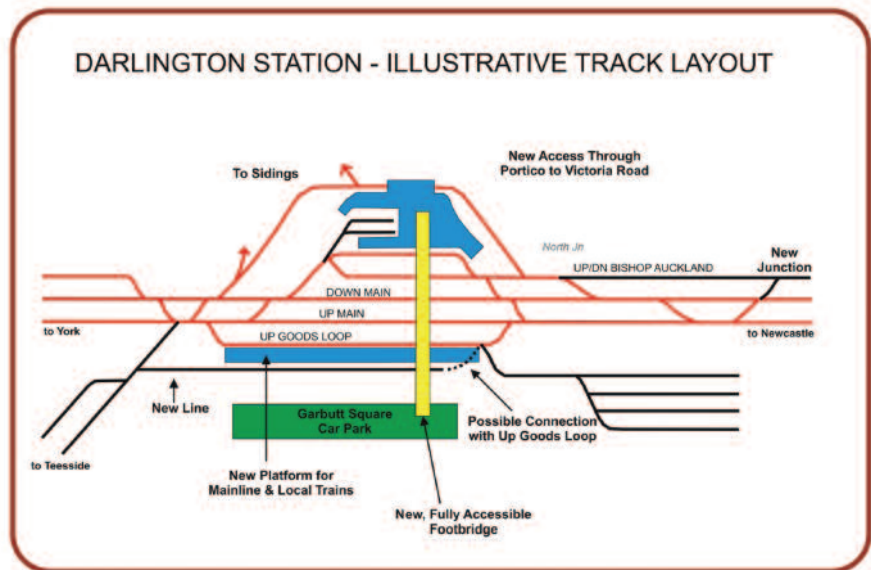 DARLINGTON STATION - ILLUSTRATIVE TRACK LAYOUT
New Access Through
Portico to Victoria Road
To Sidings
North Jn
UP/DN BISHOP AUCKLAND
New
Junction
DOWN MAIN
UP MAIN
to York
to Newcastle
UP GOODS LOOP
New Line
Garbutt Square
Car Park
Possible Connection
with Up Goods Loop
to Teesside
New Platform for
Mainline & Local Trains
New, Fully Accessible
Footbridge